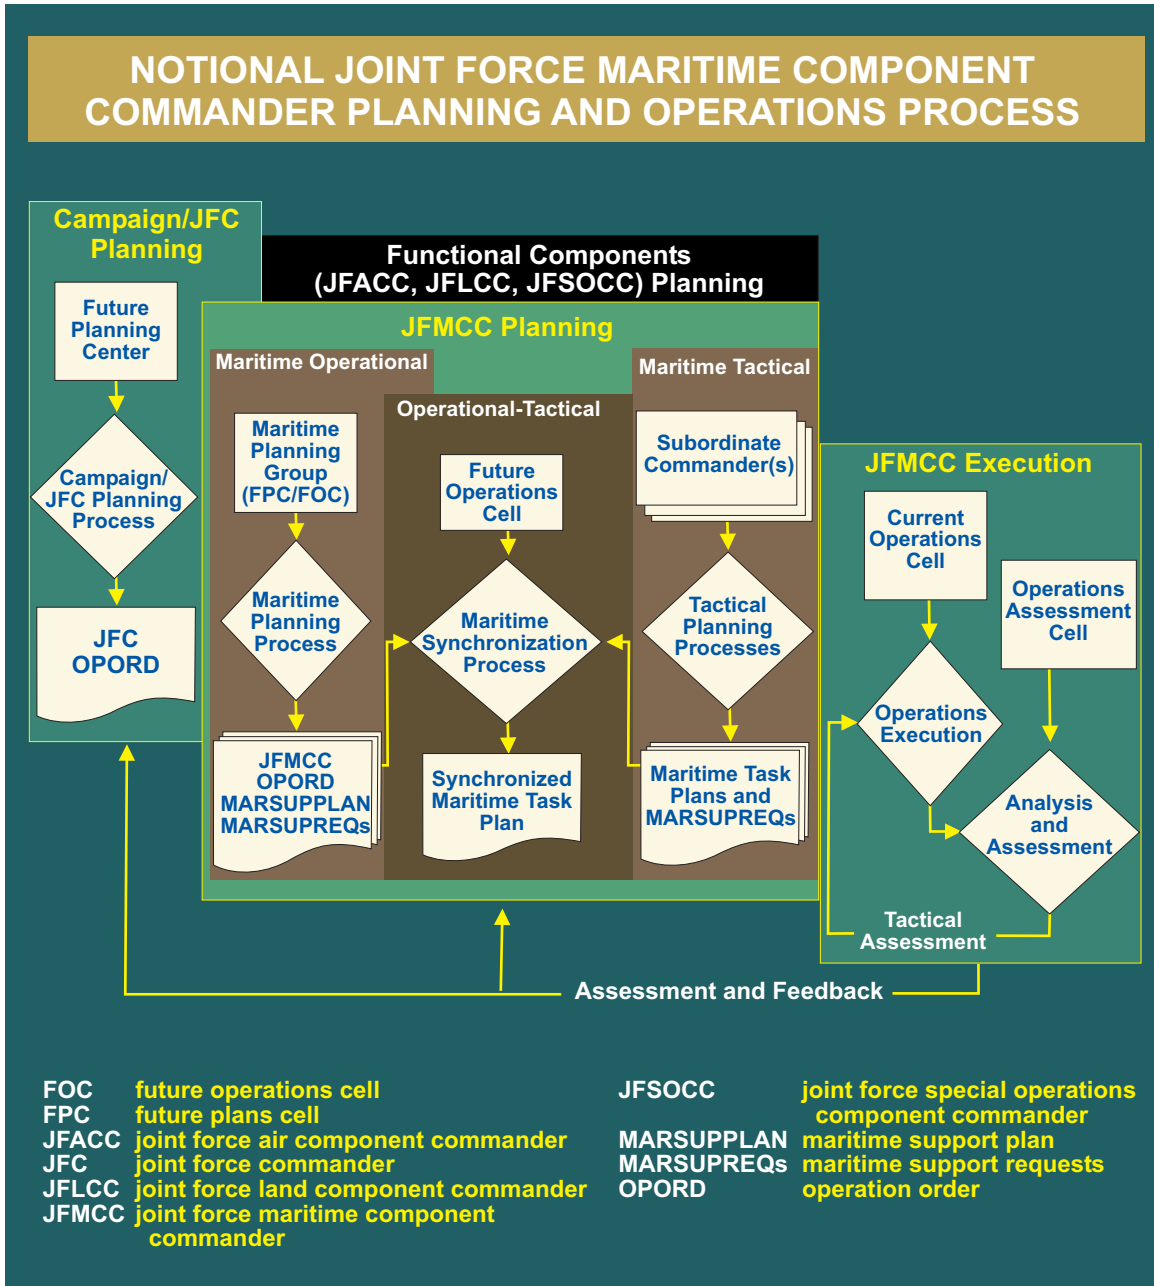 NOTIONAL JOINT FORCE MARITIME COMPONENT
COMMANDER PLANNING AND OPERATIONS PROCESS
Campaign/JFC
Planning
Future
Planning
Center
Campaign/
JFC Planning
Process
JFC
OPORD
Functional Components
(JFACC, JFLCC, JFSOCC) Planning
JFMCC Planning
Maritime Operational
Maritime
Planning
Group
(FPC/FOC)
Maritime
Planning
Process
JFMCC
OPORD
MARSUPPLAN
MARSUPREQs
Operational-Tactical
Future
Operations
Cell
Maritime
Synchronization
Process
Synchronized
Maritime Task
Plan
Maritime Tactical
Subordinate
Commander(s)
Tactical
Planning
Processes
Maritime Task
Plans and
MARSUPREQs
JFMCC Execution
Current
Operations
Cell
Operations
Assessment
Cell
Operations
Execution
Analysis
and
Assessment
Tactical
Assessment
Assessment and Feedback
FOC future operations cell
FPC future plans cell
JFACC joint force air component commander
JFC joint force commander
JFLCC joint force land component commander
JFMCC joint force maritime component
commander
JFSOCC joint force special operations
component commander
MARSUPPLAN maritime support plan
MARSUPREQs maritime support requests
OPORD operation order